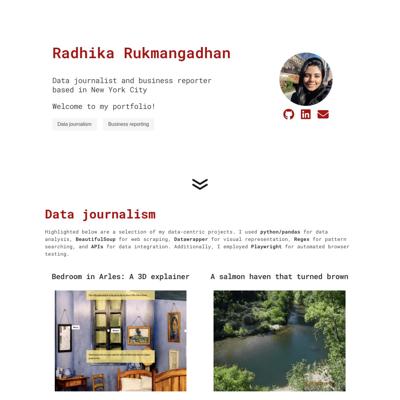 Radhika Rukmangadhan
Data journalist and business reporter
based in New York City
Welcome to my portfolio!
Data journalism
Business reporting
Data journalism
Highlighted below are a selection of my data-centric projects. I used python/pandas for data
analysis, BeautifulSoup for web scraping, Datawrapper for visual representation, Regex for pattern
searching, and APIs for data integration. Additionally, I employed Playwright for automated browser
testing.
Bedroom in Arles: A 3D explainer
A salmon haven that turned brown